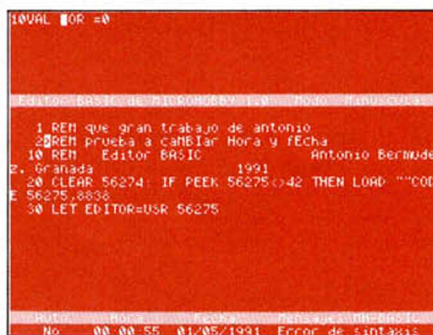 10VAL OR =0
Editor BASIC de MICROHOBBY 1.0 Modo Minuscula
1 REM que gran trabajo de antonio
2 REM prueba a caMBIar Hora y fEcha
10 REM Editor BASIC Antonio Bermude
z. Granada 1991
20 CLEAR 56274: IF PEEK 56275<>42 THEN LOAD ""COD
E 56275,8838
30 LET EDITOR=USR 56275
Auto Hora Fecha Mensajes MH-BASIC
No 00:00:55 01/05/1991 Error de sintaxis